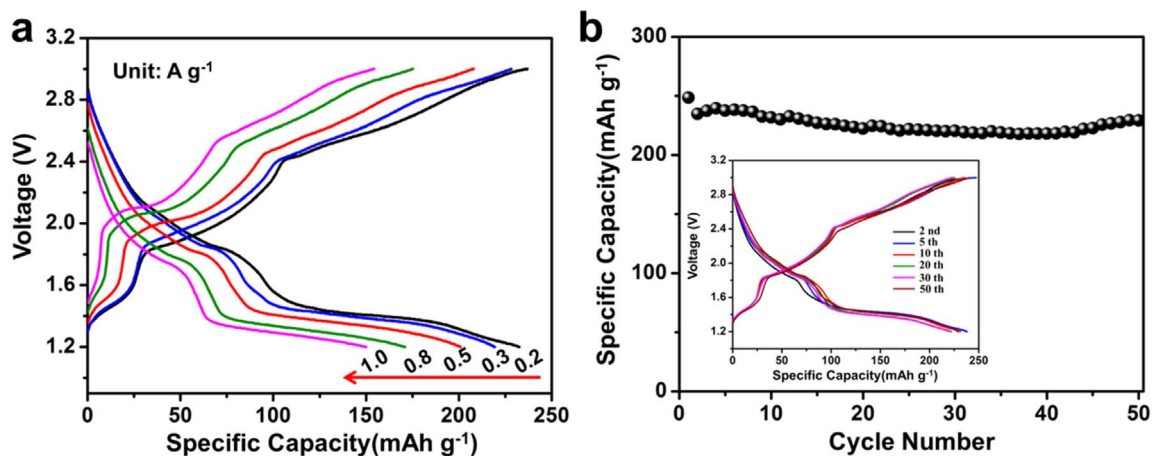 a
3.2
2.8
2.4
2.0
1.6
1.2
Voltage (V)
Unit: A g-1
1.0 0.8 0.5 0.3 0.2
0 50 100 150 200 250
Specific Capacity(mAh g-1)
b
300
200
100
0
Specific Capacity(mAh g-1)
3.0
2.4
1.8
1.2
Voltage (V)
2 nd
5 th
10 th
20 th
30 th
50 th
0 50 100 150 200 250
Specific Capacity(mAh g-1)
0 10 20 30 40 50
Cycle Number